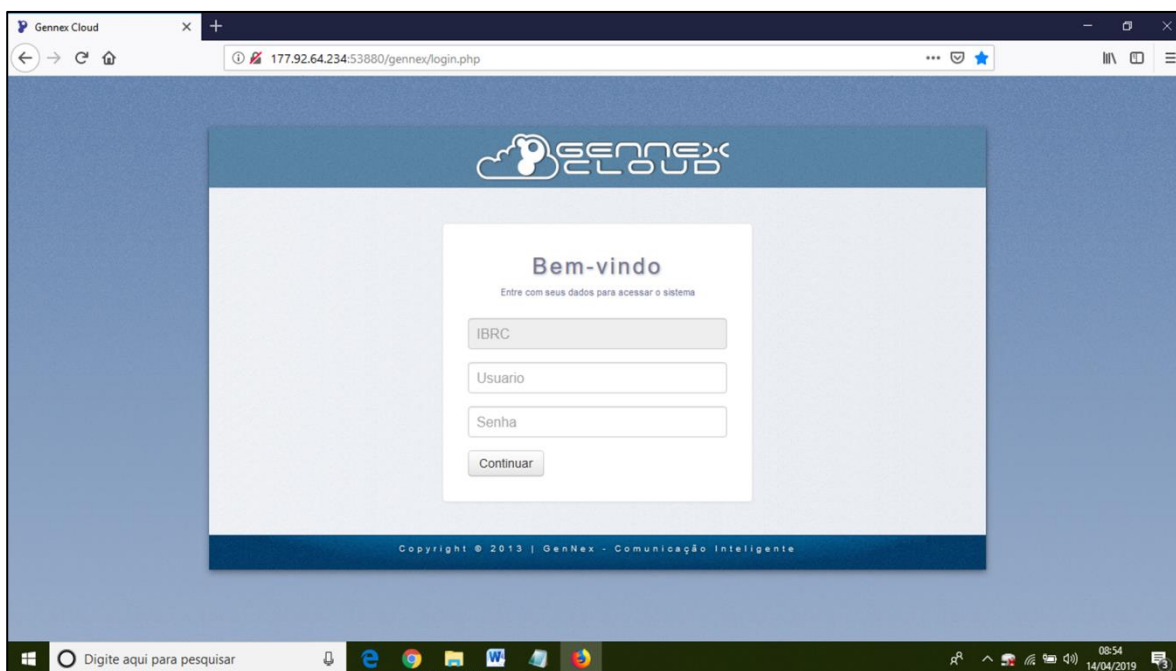 Gennex Cloud
177.92.64.234:53880/gennex/login.php
GENNEX
CLOUD
Bem-vindo
Entre com seus dados para acessar o sistema
IBRC
Usuario
Senha
Continuar
Copyright © 2013 | GenNex - Comunicação Inteligente
Digite aqui para pesquisar
08:54
14/04/2019